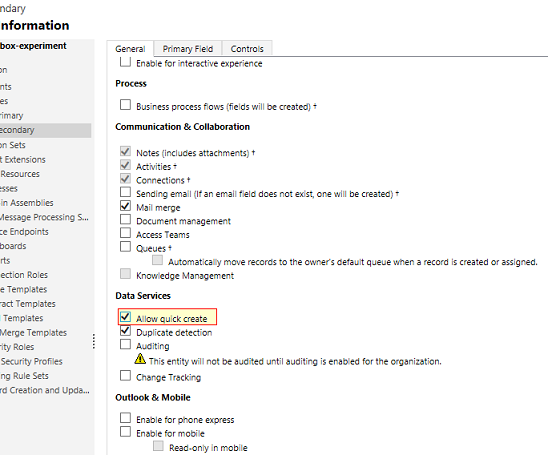 ondary
Information
box-experiment
on
nts
es
rimary
econdary
on Sets
t Extensions
Resources
esses
in Assemblies
Message Processing S...
ce Endpoints
boards
rts
ection Roles
e Templates
ract Templates
l Templates
Merge Templates
rity Roles
Security Profiles
ing Rule Sets
rd Creation and Upda...
General Primary Field Controls
Enable for interactive experience
Process
Business process flows (fields will be created) †
Communication & Collaboration
Notes (includes attachments) †
Activities †
Connections †
Sending email (If an email field does not exist, one will be created) †
Mail merge
Document management
Access Teams
Queues †
Automatically move records to the owner's default queue when a record is created or assigned.
Knowledge Management
Data Services
Allow quick create
Duplicate detection
Auditing
This entity will not be audited until auditing is enabled for the organization.
Change Tracking
Outlook & Mobile
Enable for phone express
Enable for mobile
Read-only in mobile